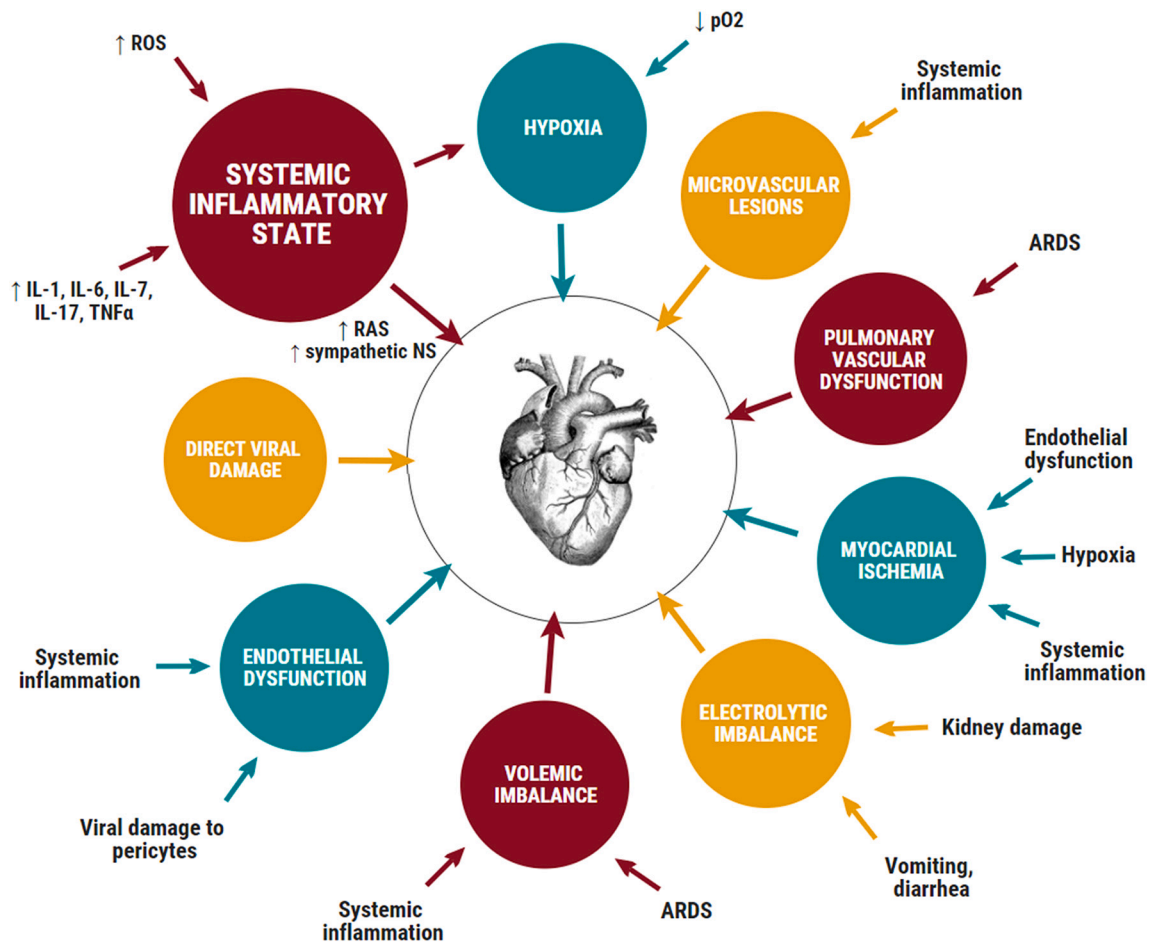 ↑ ROS
SYSTEMIC
INFLAMMATORY
STATE
↑ IL-1, IL-6, IL-7,
IL-17, TNFα
↑ RAS
↑ sympathetic NS
↓ pO2
HYPOXIA
Systemic
inflammation
MICROVASCULAR
LESIONS
ARDS
PULMONARY
VASCULAR
DYSFUNCTION
Endothelial
dysfunction
Hypoxia
Systemic
inflammation
MYOCARDIAL
ISCHEMIA
ELECTROLYTIC
IMBALANCE
Kidney damage
Vomiting,
diarrhea
VOLEMIC
IMBALANCE
ARDS
Systemic
inflammation
ENDOTHELIAL
DYSFUNCTION
Systemic
inflammation
Viral damage to
pericytes
DIRECT VIRAL
DAMAGE